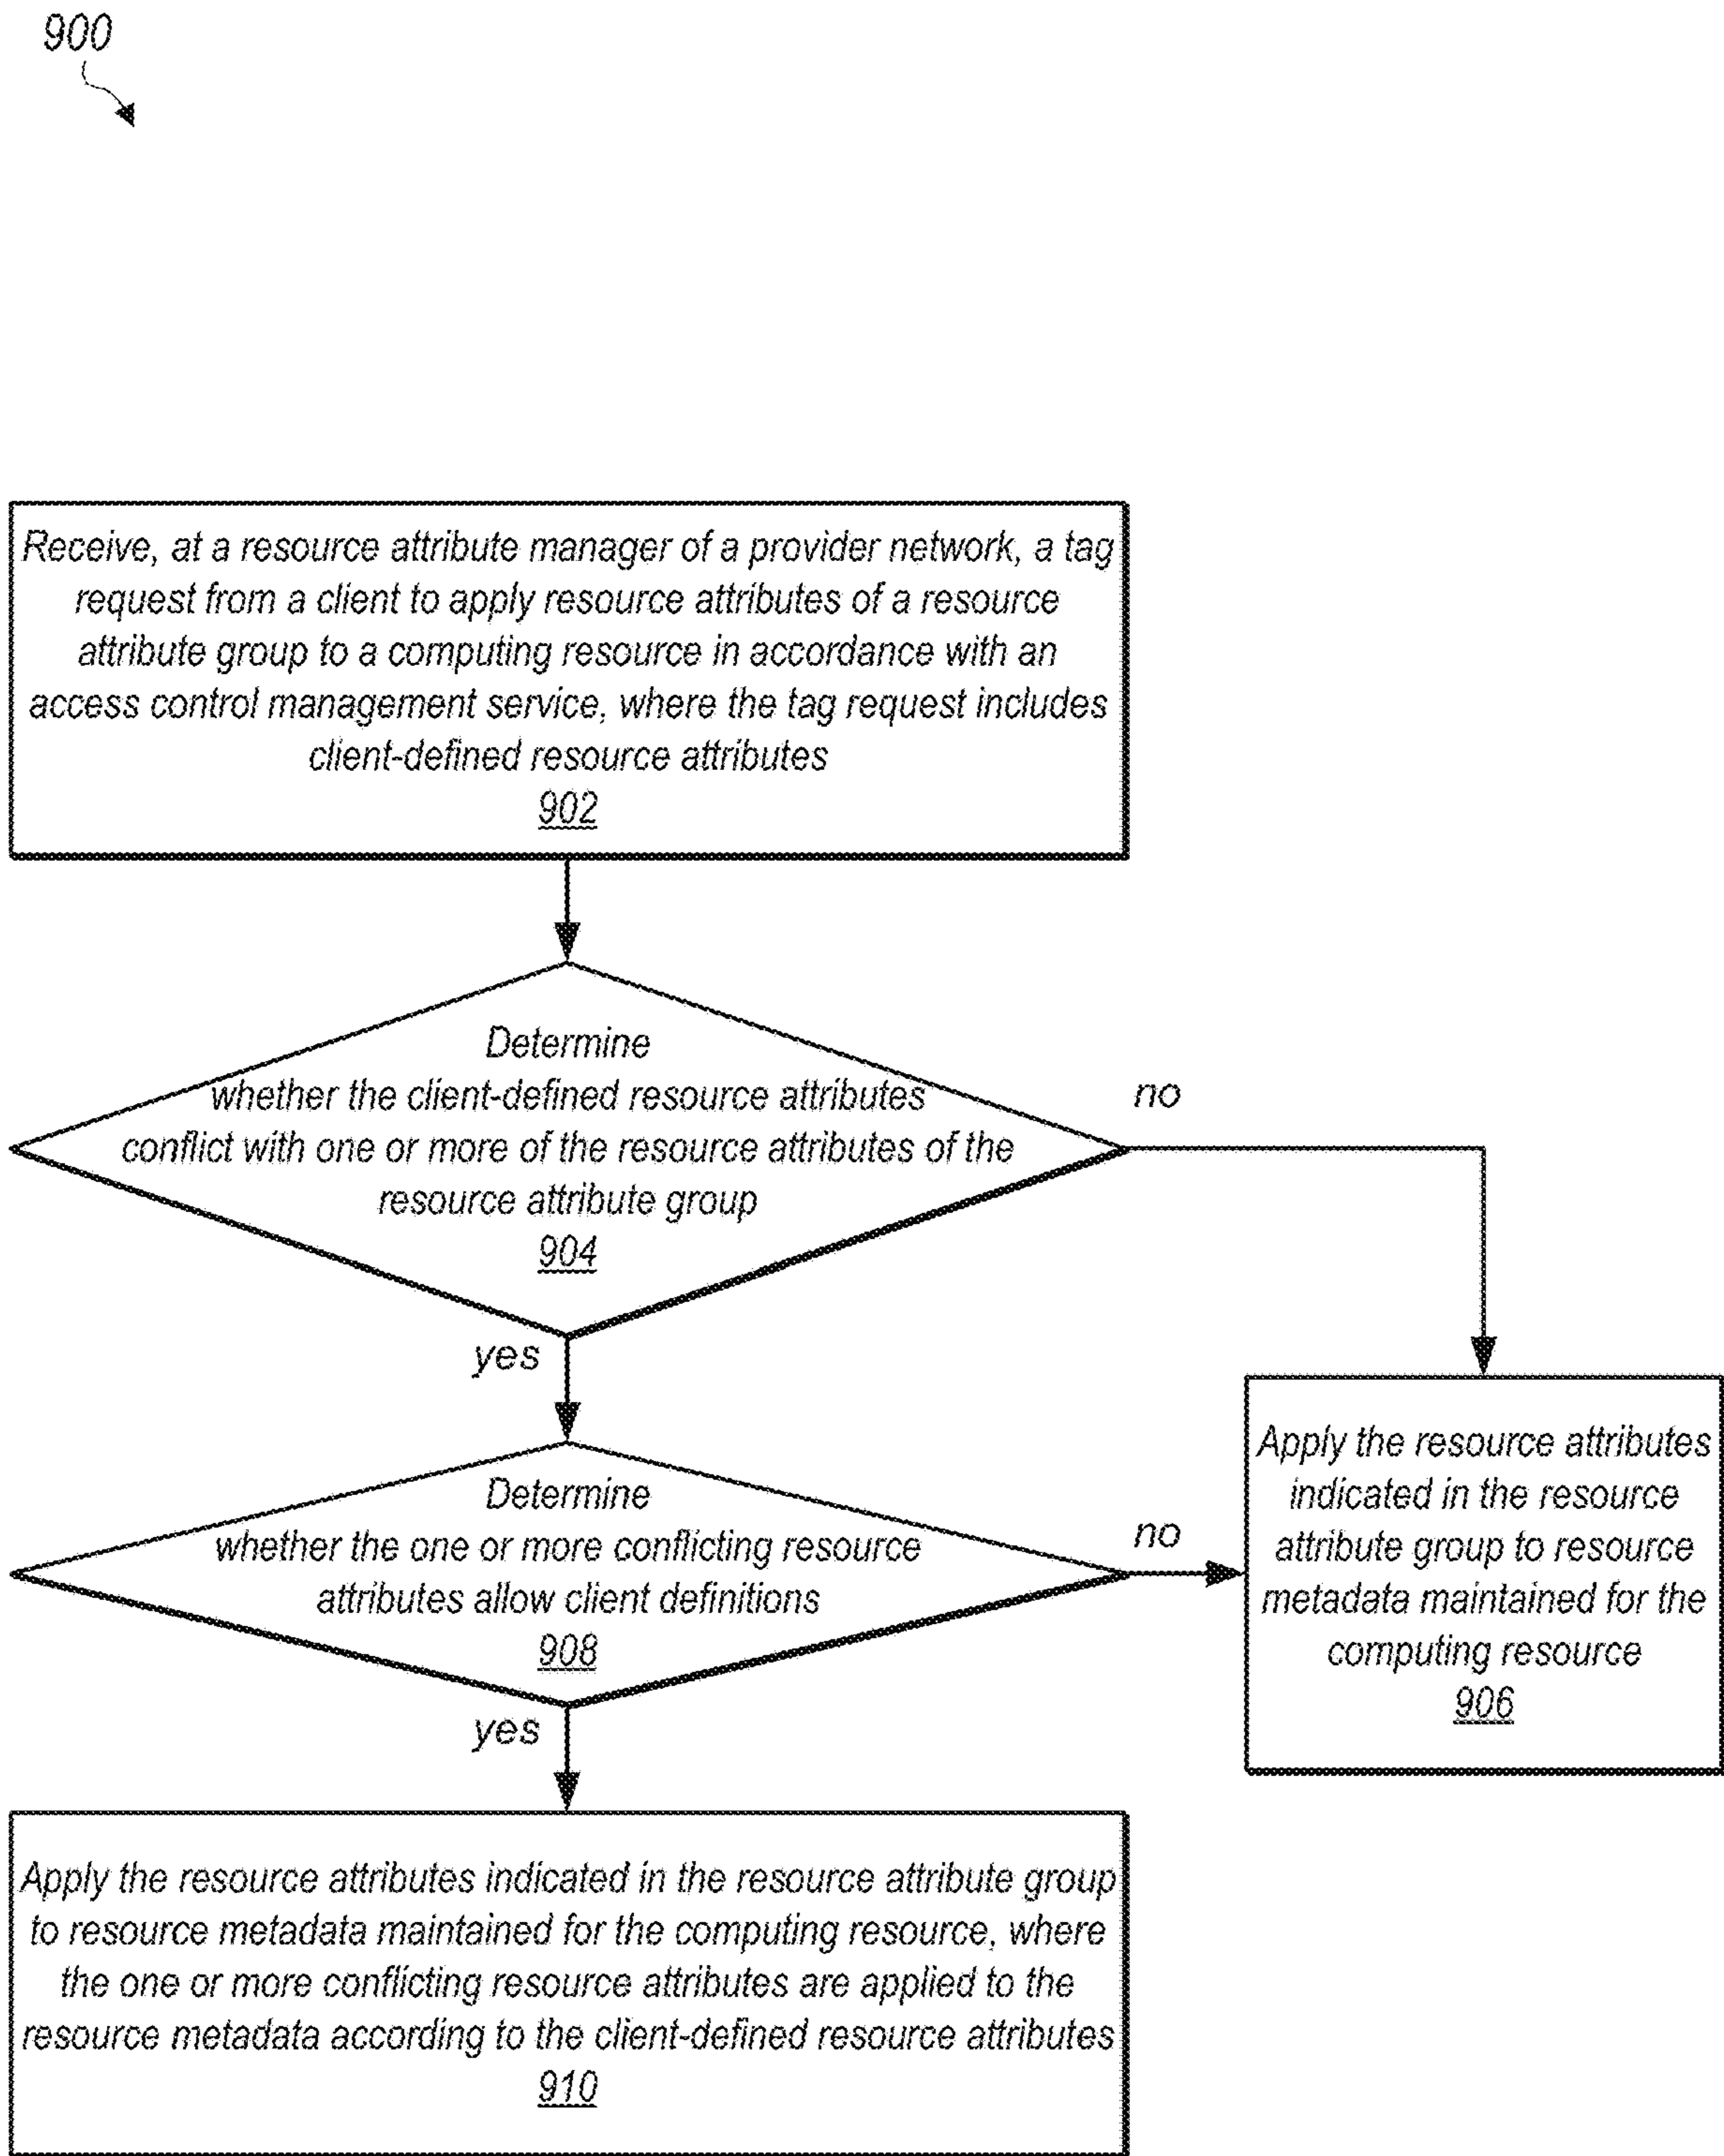 900
Receive, at a resource attribute manager of a provider network, a tag
request from a client to apply resource attributes of a resource
attribute group to a computing resource in accordance with an
access control management service, where the tag request includes
client-defined resource attributes
902
Determine
whether the client-defined resource attributes
conflict with one or more of the resource attributes of the
resource attribute group
904
no
yes
Determine
whether the one or more conflicting resource
attributes allow client definitions
908
no
yes
Apply the resource attributes
indicated in the resource
attribute group to resource
metadata maintained for the
computing resource
906
Apply the resource attributes indicated in the resource attribute group
to resource metadata maintained for the computing resource, where
the one or more conflicting resource attributes are applied to the
resource metadata according to the client-defined resource attributes
910